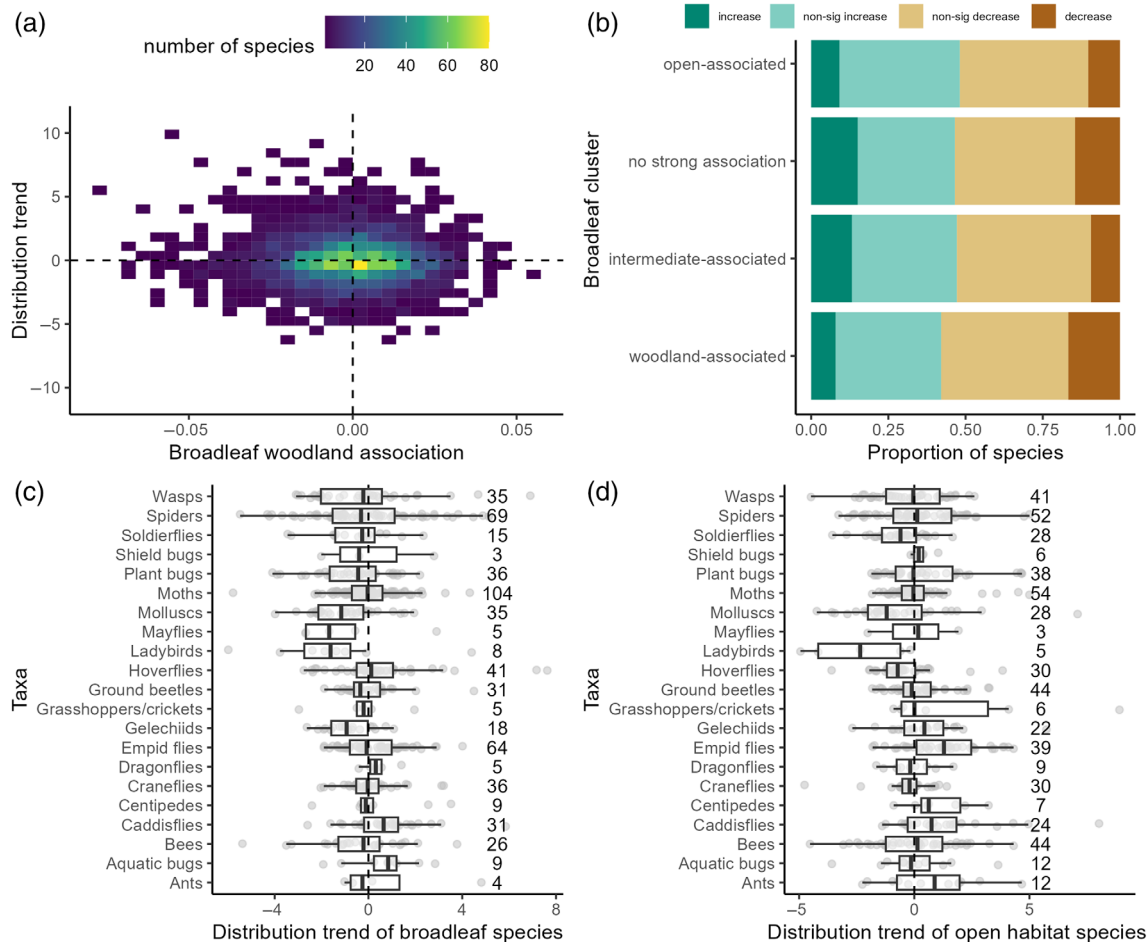 (a)
number of species
20 40 60 80
10
5
0
−5
−10
Distribution trend
−0.05 0.00 0.05
Broadleaf woodland association
(b)
increase non-sig increase non-sig decrease decrease
open-associated
no strong association
intermediate-associated
woodland-associated
Broadleaf cluster
0.00 0.25 0.50 0.75 1.00
Proportion of species
(c)
Wasps 35
Spiders 69
Soldierflies 15
Shield bugs 3
Plant bugs 36
Moths 104
Molluscs 35
Mayflies 5
Ladybirds 8
Hoverflies 41
Ground beetles 31
Grasshoppers/crickets 5
Gelechiids 18
Empid flies 64
Dragonflies 5
Craneflies 36
Centipedes 9
Caddisflies 31
Bees 26
Aquatic bugs 9
Ants 4
Taxa
−4 0 4 8
Distribution trend of broadleaf species
(d)
Wasps 41
Spiders 52
Soldierflies 28
Shield bugs 6
Plant bugs 38
Moths 54
Molluscs 28
Mayflies 3
Ladybirds 5
Hoverflies 30
Ground beetles 44
Grasshoppers/crickets 6
Gelechiids 22
Empid flies 39
Dragonflies 9
Craneflies 30
Centipedes 7
Caddisflies 24
Bees 44
Aquatic bugs 12
Ants 12
Taxa
−5 0 5
Distribution trend of open habitat species